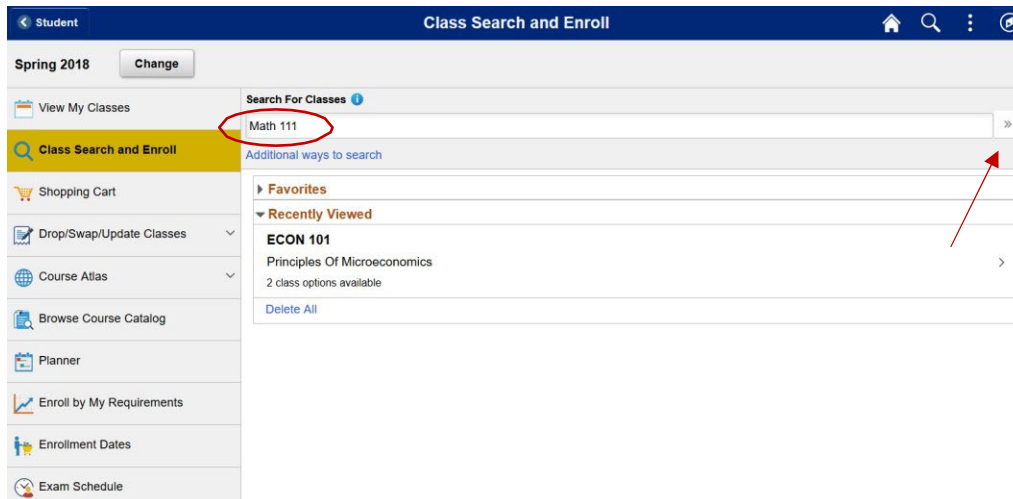 Student
Class Search and Enroll
Spring 2018
Change
View My Classes
Class Search and Enroll
Shopping Cart
Drop/Swap/Update Classes
Course Atlas
Browse Course Catalog
Planner
Enroll by My Requirements
Enrollment Dates
Exam Schedule
Search For Classes
Math 111
»
Additional ways to search
Favorites
Recently Viewed
ECON 101
Principles Of Microeconomics
2 class options available
Delete All